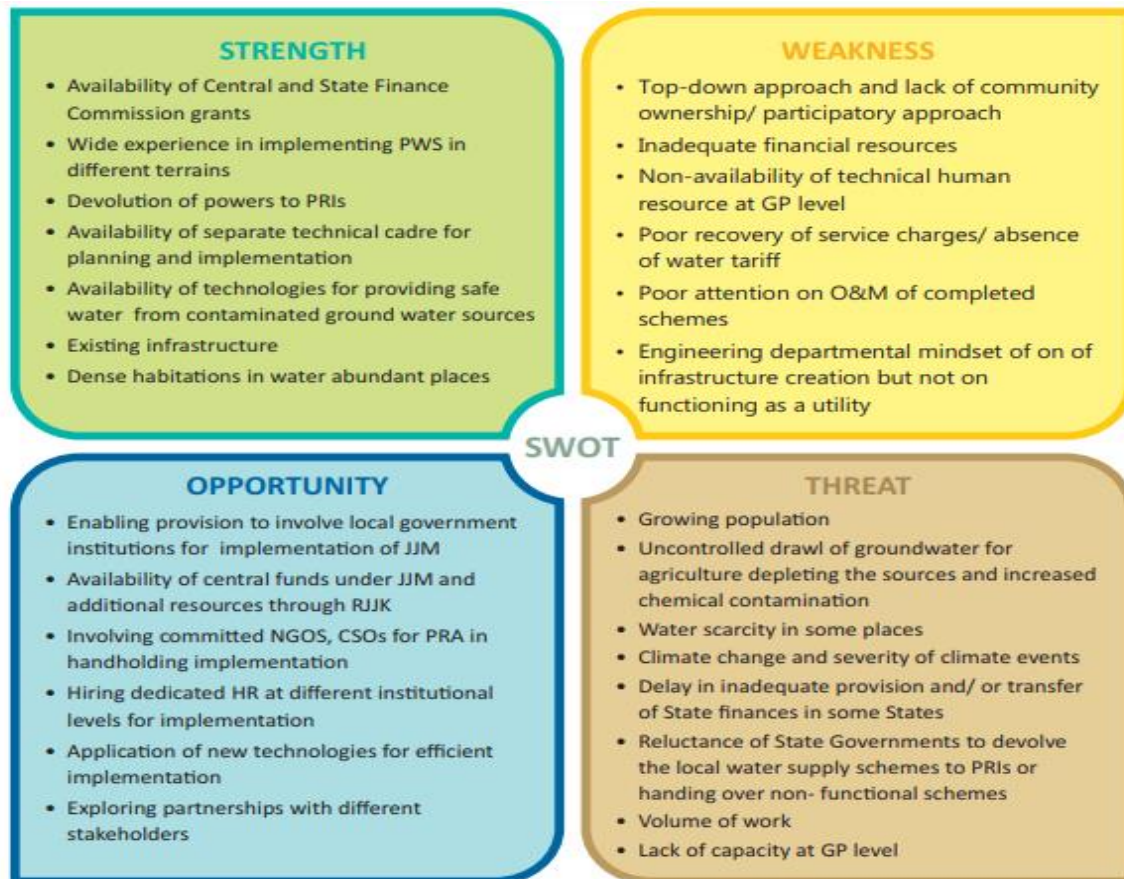 STRENGTH
• Availability of Central and State Finance
Commission grants
• Wide experience in implementing PWS in
different terrains
• Devolution of powers to PRIs
• Availability of separate technical cadre for
planning and implementation
• Availability of technologies for providing safe
water from contaminated ground water sources
• Existing infrastructure
• Dense habitations in water abundant places
WEAKNESS
• Top-down approach and lack of community
ownership/ participatory approach
• Inadequate financial resources
• Non-availability of technical human
resource at GP level
• Poor recovery of service charges/ absence
of water tariff
• Poor attention on O&M of completed
schemes
• Engineering departmental mindset of on of
infrastructure creation but not on
functioning as a utility
SWOT
OPPORTUNITY
• Enabling provision to involve local government
institutions for implementation of JJM
• Availability of central funds under JJM and
additional resources through RJJK
• Involving committed NGOS, CSOs for PRA in
handholding implementation
• Hiring dedicated HR at different institutional
levels for implementation
• Application of new technologies for efficient
implementation
• Exploring partnerships with different
stakeholders
THREAT
• Growing population
• Uncontrolled drawl of groundwater for
agriculture depleting the sources and increased
chemical contamination
• Water scarcity in some places
• Climate change and severity of climate events
• Delay in inadequate provision and/ or transfer
of State finances in some States
• Reluctance of State Governments to devolve
the local water supply schemes to PRIs or
handing over non- functional schemes
• Volume of work
• Lack of capacity at GP level